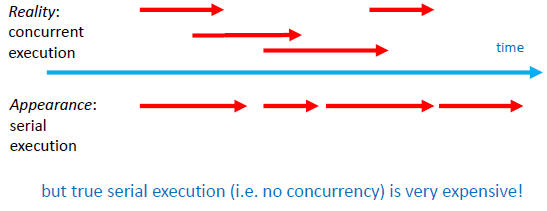 Reality:
concurrent
execution
time
Appearance:
serial
execution
but true serial execution (i.e. no concurrency) is very expensive!